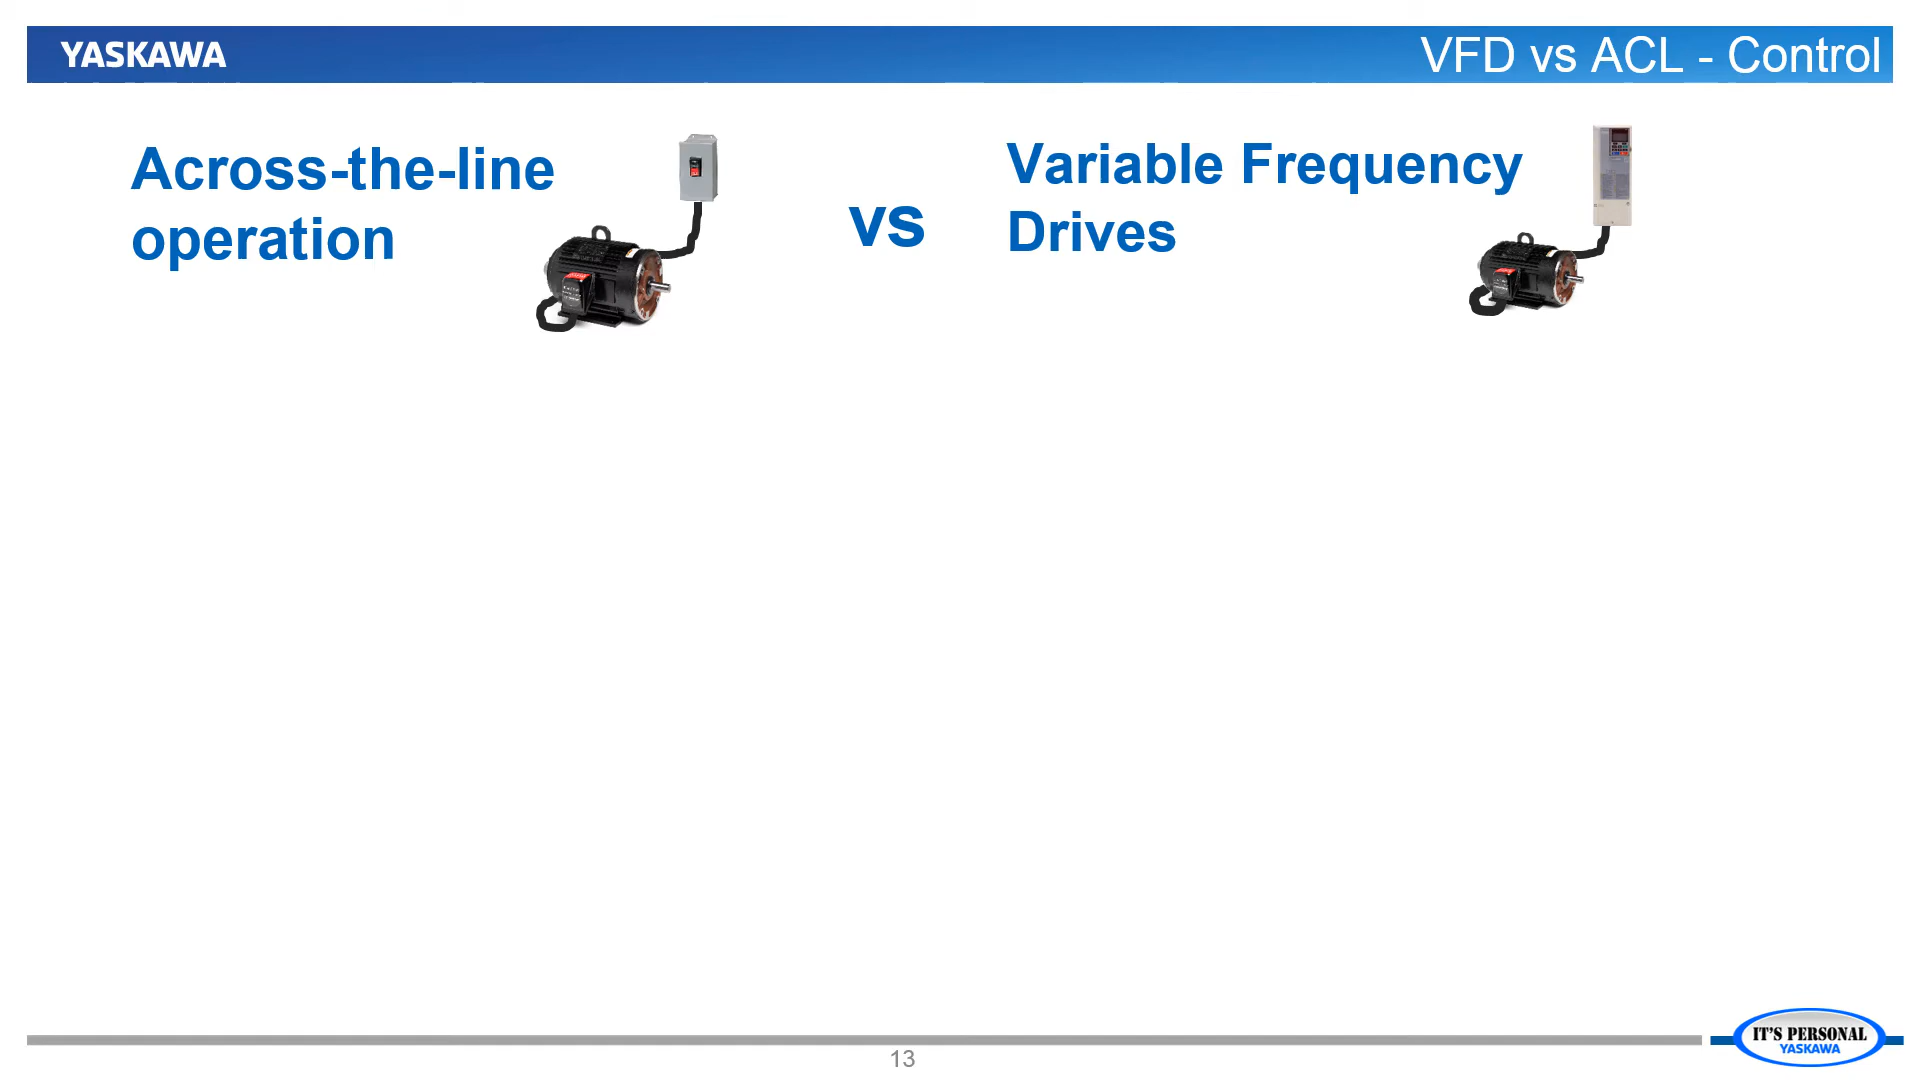 YASKAWA
VFD vs ACL - Control
Across-the-line
operation
vs
Variable Frequency
Drives
13
IT'S PERSONAL
YASKAWA